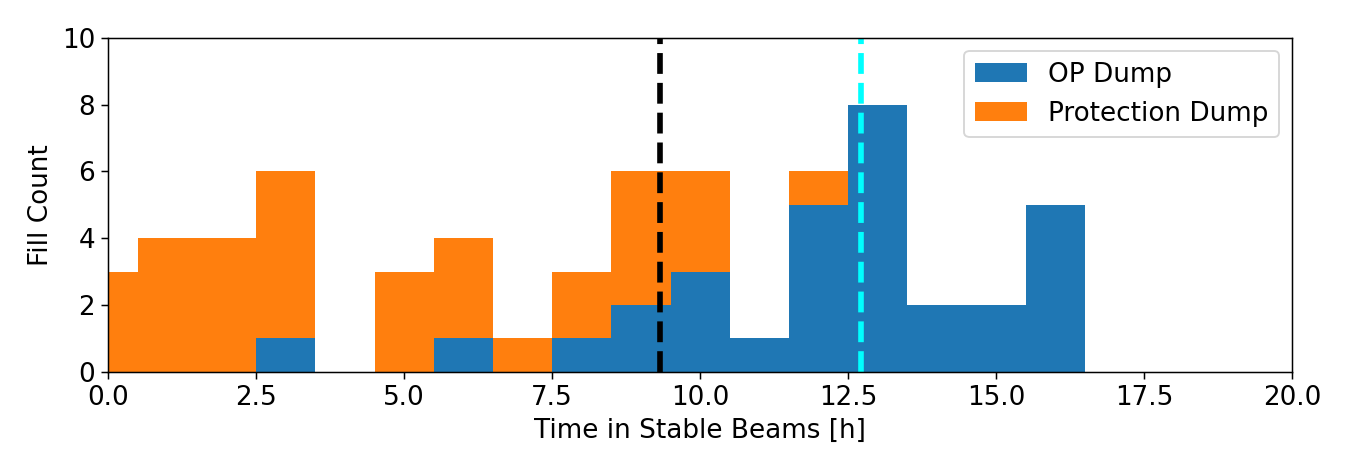 10
8
6
4
2
0
Fill Count
OP Dump
Protection Dump
0.0 2.5 5.0 7.5 10.0 12.5 15.0 17.5 20.0
Time in Stable Beams [h]